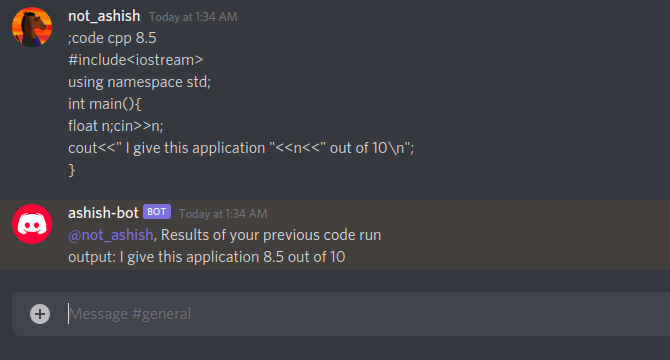 not_ashish Today at 1:34 AM
;code cpp 8.5
#include<iostream>
using namespace std;
int main(){
float n;cin>>n;
cout<<" I give this application "<<n<<" out of 10\n";
}
ashish-bot BOT Today at 1:34 AM
@not_ashish, Results of your previous code run
output: I give this application 8.5 out of 10
Message #general